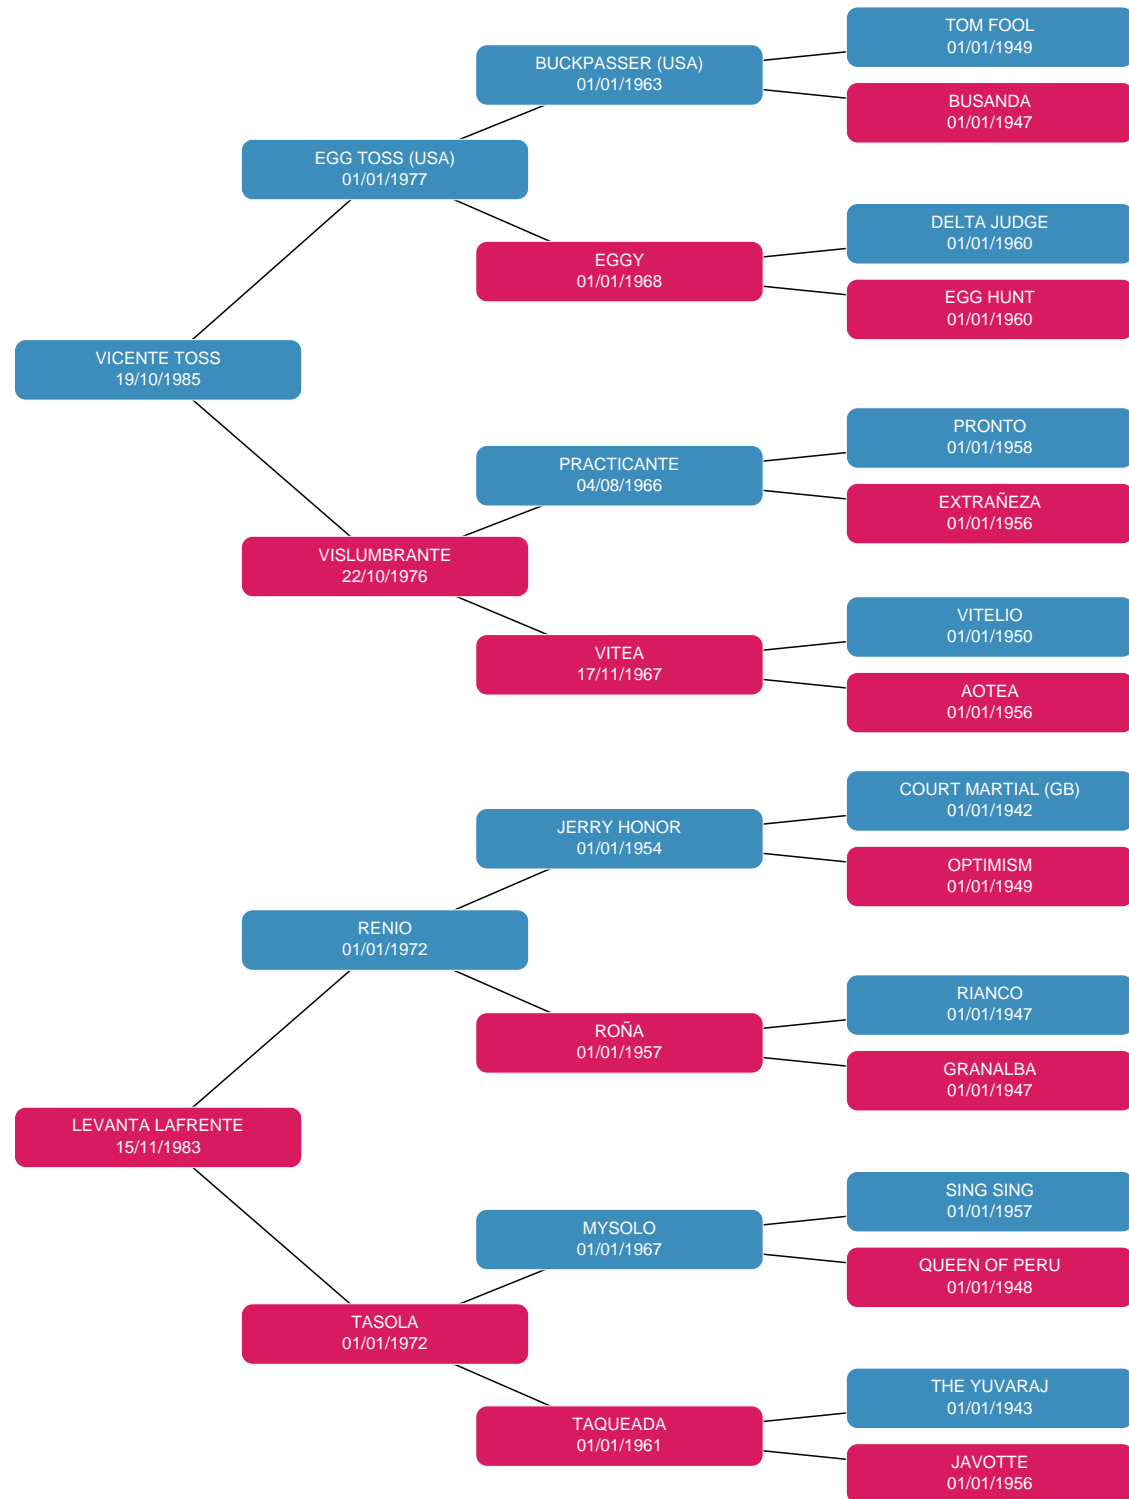 TOM FOOL
01/01/1949
BUCKPASSER (USA)
01/01/1963
BUSANDA
01/01/1947
EGG TOSS (USA)
01/01/1977
DELTA JUDGE
01/01/1960
EGGY
01/01/1968
EGG HUNT
01/01/1960
VICENTE TOSS
19/10/1985
PRONTO
01/01/1958
PRACTICANTE
04/08/1966
EXTRAÑEZA
01/01/1956
VISLUMBRANTE
22/10/1976
VITELIO
01/01/1950
VITEA
17/11/1967
AOTEA
01/01/1956
COURT MARTIAL (GB)
01/01/1942
JERRY HONOR
01/01/1954
OPTIMISM
01/01/1949
RENIO
01/01/1972
RIANCO
01/01/1947
ROÑA
01/01/1957
GRANALBA
01/01/1947
LEVANTA LAFRENTE
15/11/1983
SING SING
01/01/1957
MYSOLO
01/01/1967
QUEEN OF PERU
01/01/1948
TASOLA
01/01/1972
THE YUVARAJ
01/01/1943
TAQUEADA
01/01/1961
JAVOTTE
01/01/1956